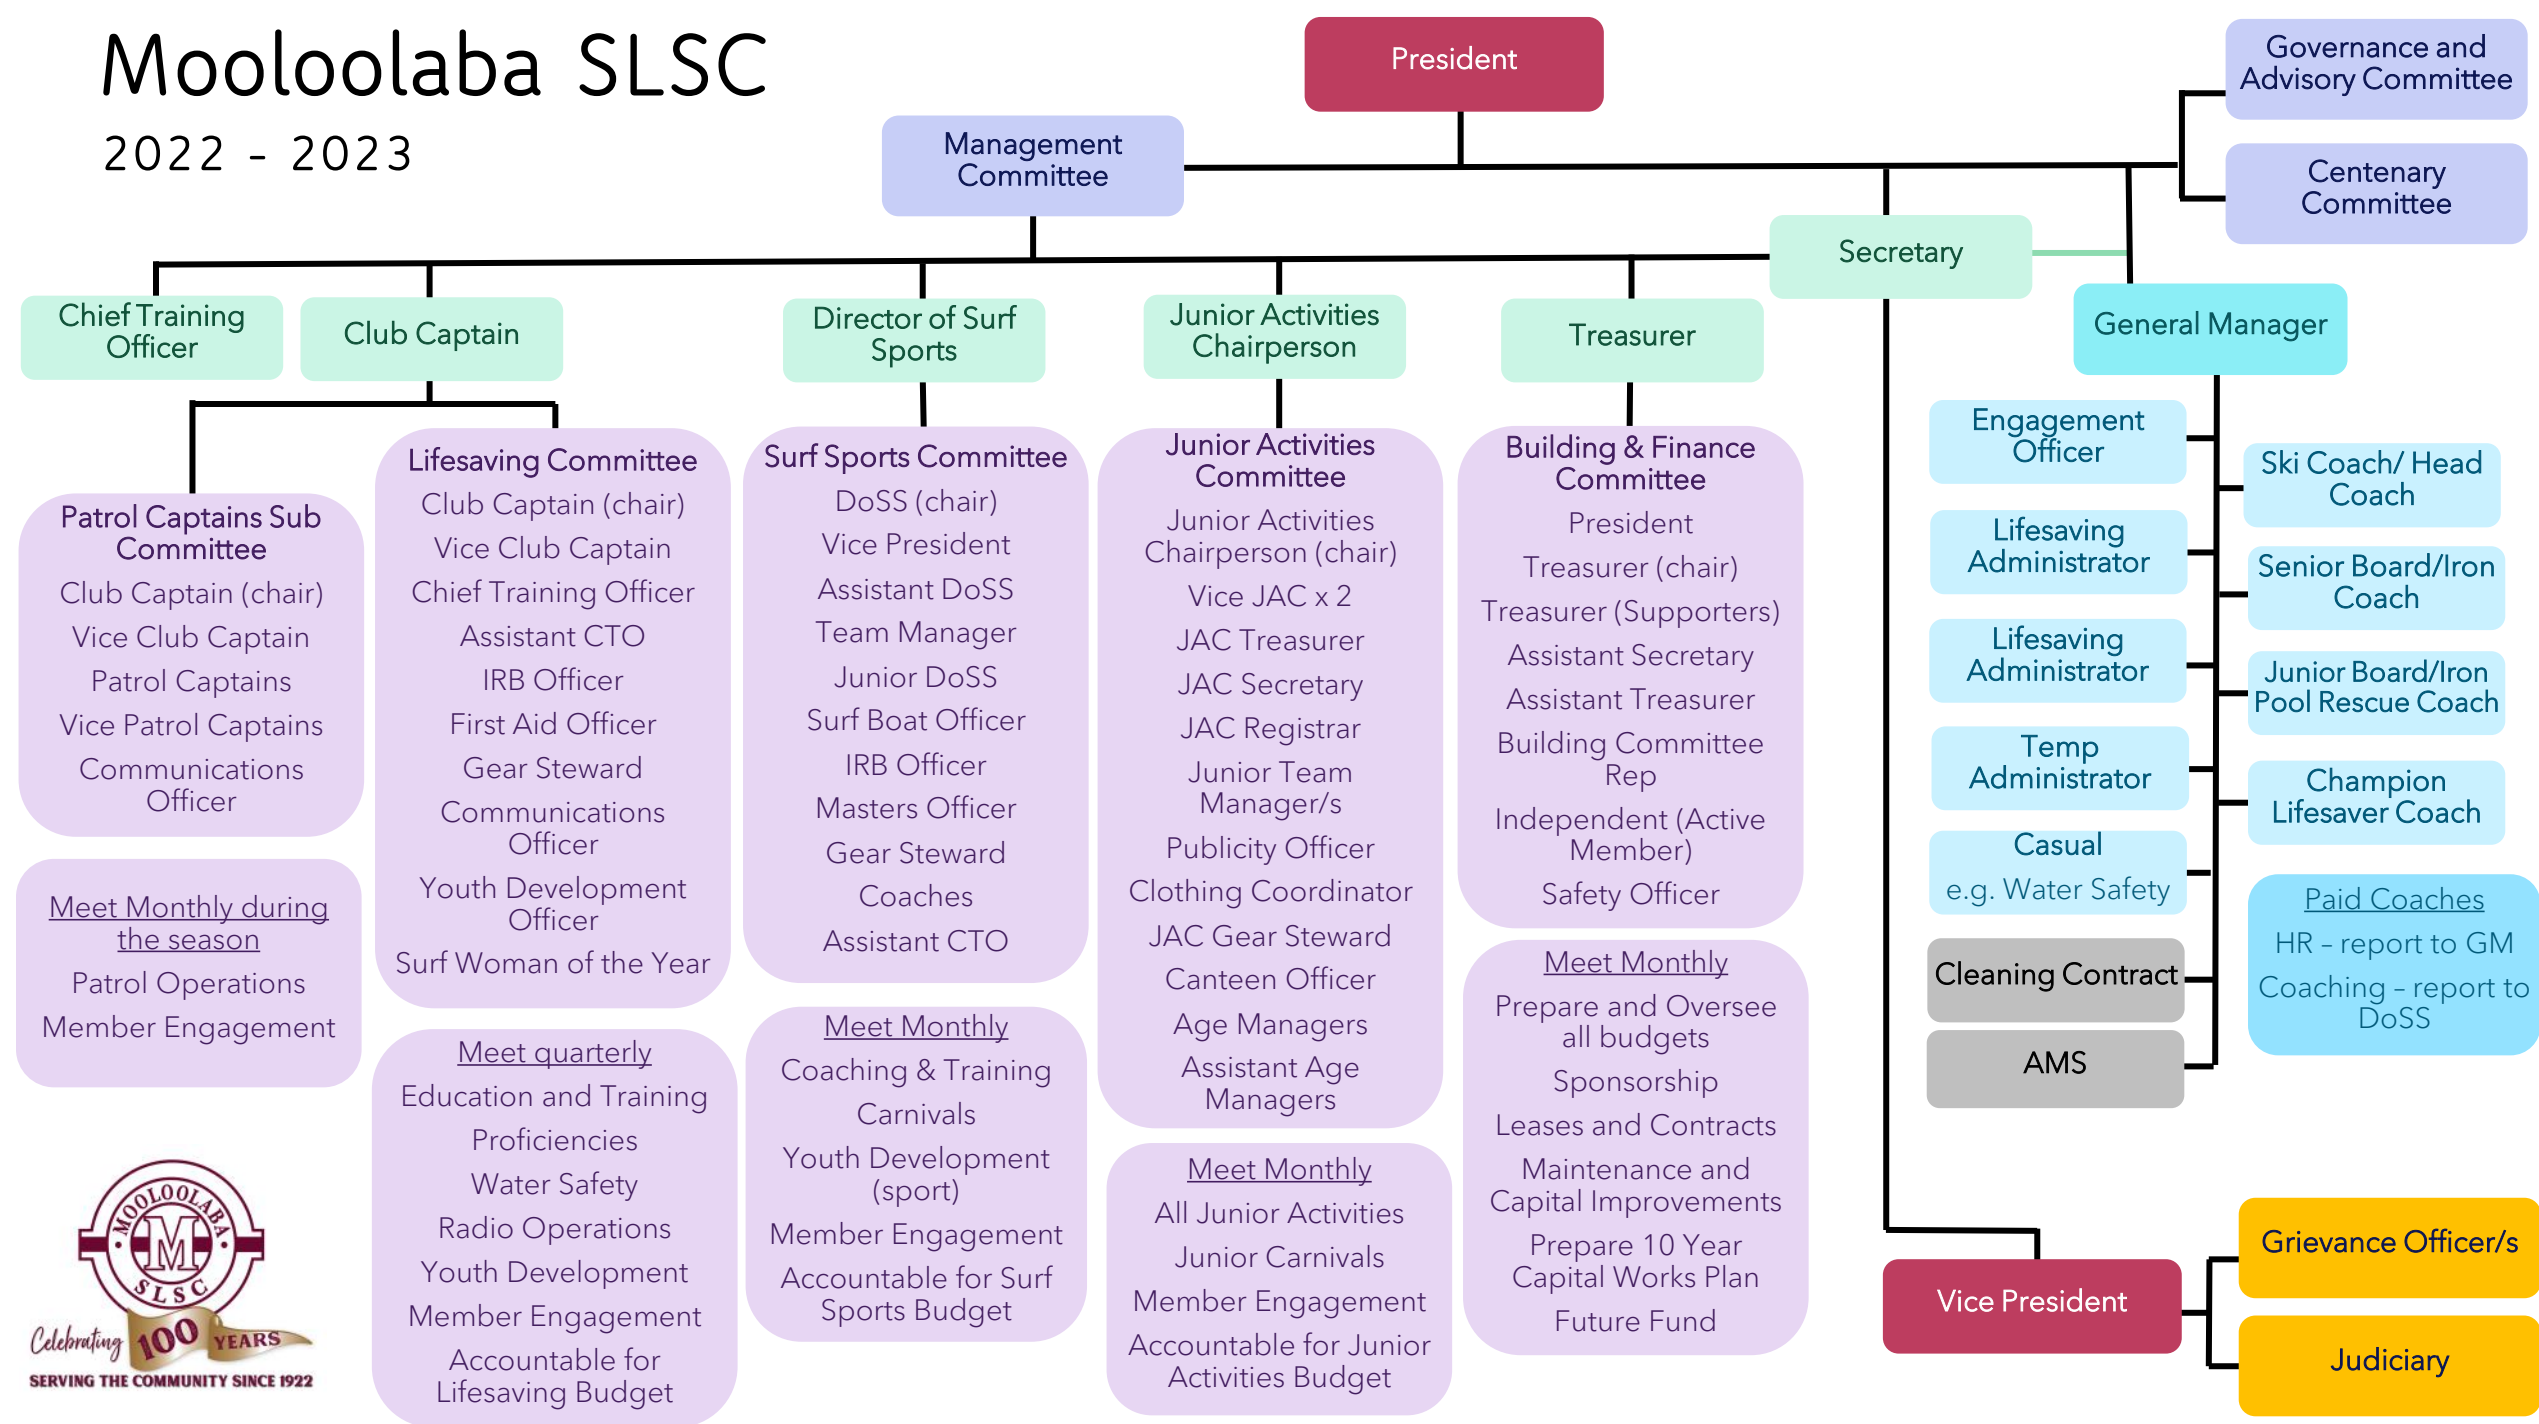 Mooloolaba SLSC
2022 - 2023
President
Management
Committee
Governance and
Advisory Committee
Centenary
Committee
Secretary
Chief Training
Officer
Club Captain
Director of Surf
Sports
Junior Activities
Chairperson
Treasurer
General Manager
Patrol Captains Sub
Committee
Club Captain (chair)
Vice Club Captain
Patrol Captains
Vice Patrol Captains
Communications
Officer
Meet Monthly during
the season
Patrol Operations
Member Engagement
Lifesaving Committee
Club Captain (chair)
Vice Club Captain
Chief Training Officer
Assistant CTO
IRB Officer
First Aid Officer
Gear Steward
Communications
Officer
Youth Development
Officer
Surf Woman of the Year
Meet quarterly
Education and Training
Proficiencies
Water Safety
Radio Operations
Youth Development
Member Engagement
Accountable for
Lifesaving Budget
Surf Sports Committee
DoSS (chair)
Vice President
Assistant DoSS
Team Manager
Junior DoSS
Surf Boat Officer
IRB Officer
Masters Officer
Gear Steward
Coaches
Assistant CTO
Meet Monthly
Coaching & Training
Carnivals
Youth Development
(sport)
Member Engagement
Accountable for Surf
Sports Budget
Junior Activities
Committee
Junior Activities
Chairperson (chair)
Vice JAC x 2
JAC Treasurer
JAC Secretary
JAC Registrar
Junior Team
Manager/s
Publicity Officer
Clothing Coordinator
JAC Gear Steward
Canteen Officer
Age Managers
Assistant Age
Managers
Meet Monthly
All Junior Activities
Junior Carnivals
Member Engagement
Accountable for Junior
Activities Budget
Building & Finance
Committee
President
Treasurer (chair)
Treasurer (Supporters)
Assistant Secretary
Assistant Treasurer
Building Committee
Rep
Independent (Active
Member)
Safety Officer
Meet Monthly
Prepare and Oversee
all budgets
Sponsorship
Leases and Contracts
Maintenance and
Capital Improvements
Prepare 10 Year
Capital Works Plan
Future Fund
Engagement
Officer
Lifesaving
Administrator
Lifesaving
Administrator
Temp
Administrator
Casual
e.g. Water Safety
Cleaning Contract
AMS
Ski Coach/ Head
Coach
Senior Board/Iron
Coach
Junior Board/Iron
Pool Rescue Coach
Champion
Lifesaver Coach
Paid Coaches
HR – report to GM
Coaching – report to
DoSS
Vice President
Grievance Officer/s
Judiciary
MOOLOOLABA
M
SLSC
Celebrating 100 YEARS
SERVING THE COMMUNITY SINCE 1922